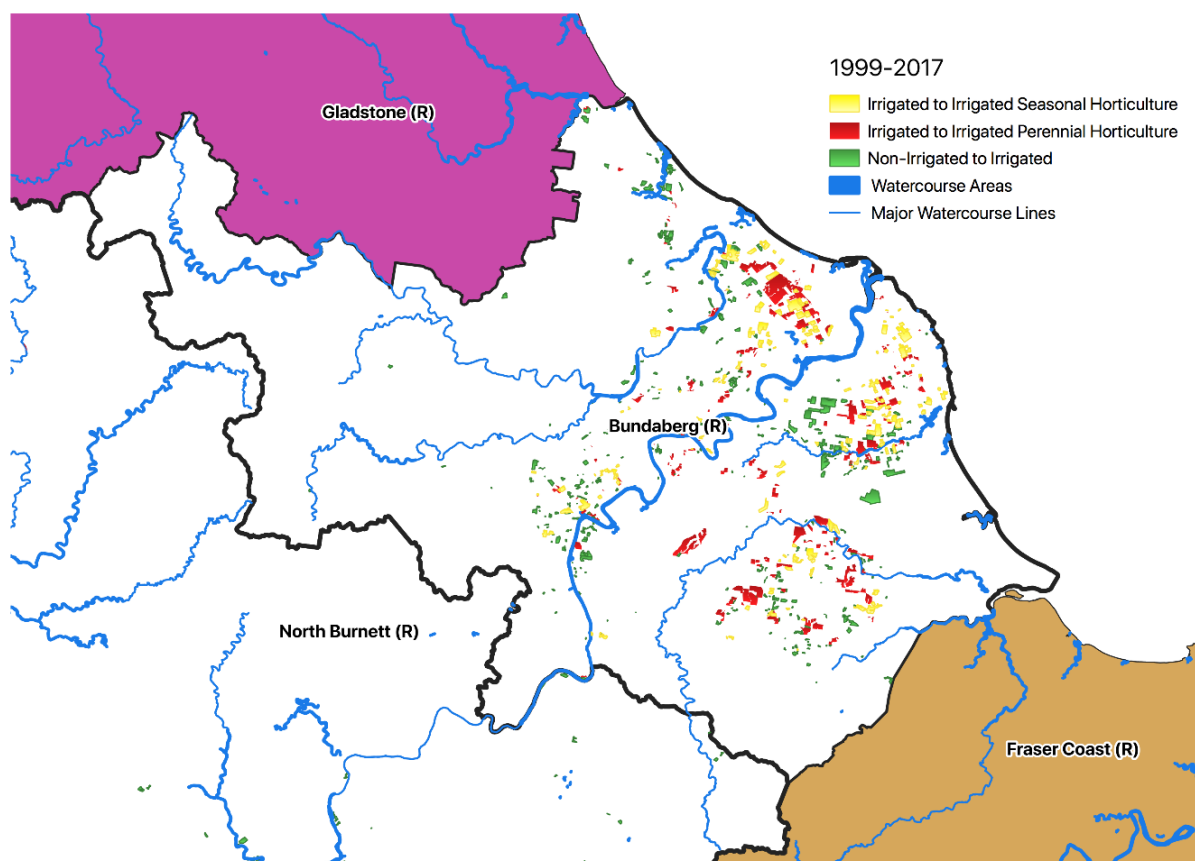 1999-2017
Irrigated to Irrigated Seasonal Horticulture
Gladstone (R)
Irrigated to Irrigated Perennial Horticulture
Non-Irrigated to Irrigated
Watercourse Areas
Major Watercourse Lines
Bundaberg (R)
North Burnett (R)
Fraser Coast (R)